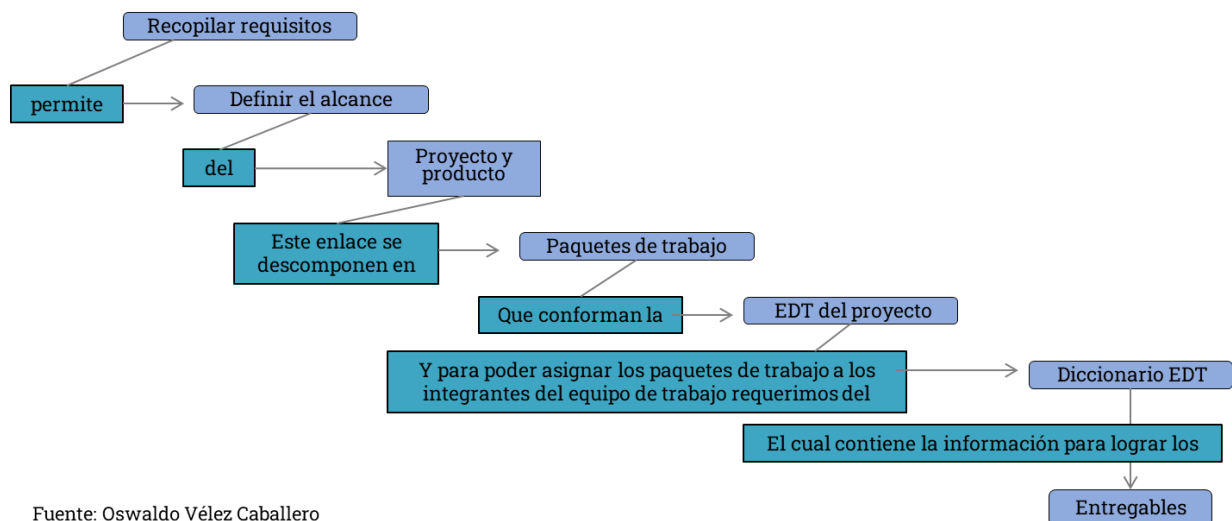 Recopilar requisitos
permite
Definir el alcance
del
Proyecto y
producto
Este enlace se
descomponen en
Paquetes de trabajo
Que conforman la
EDT del proyecto
Y para poder asignar los paquetes de trabajo a los
integrantes del equipo de trabajo requerimos del
Diccionario EDT
El cual contiene la información para lograr los
Entregables
Fuente: Oswaldo Vélez Caballero